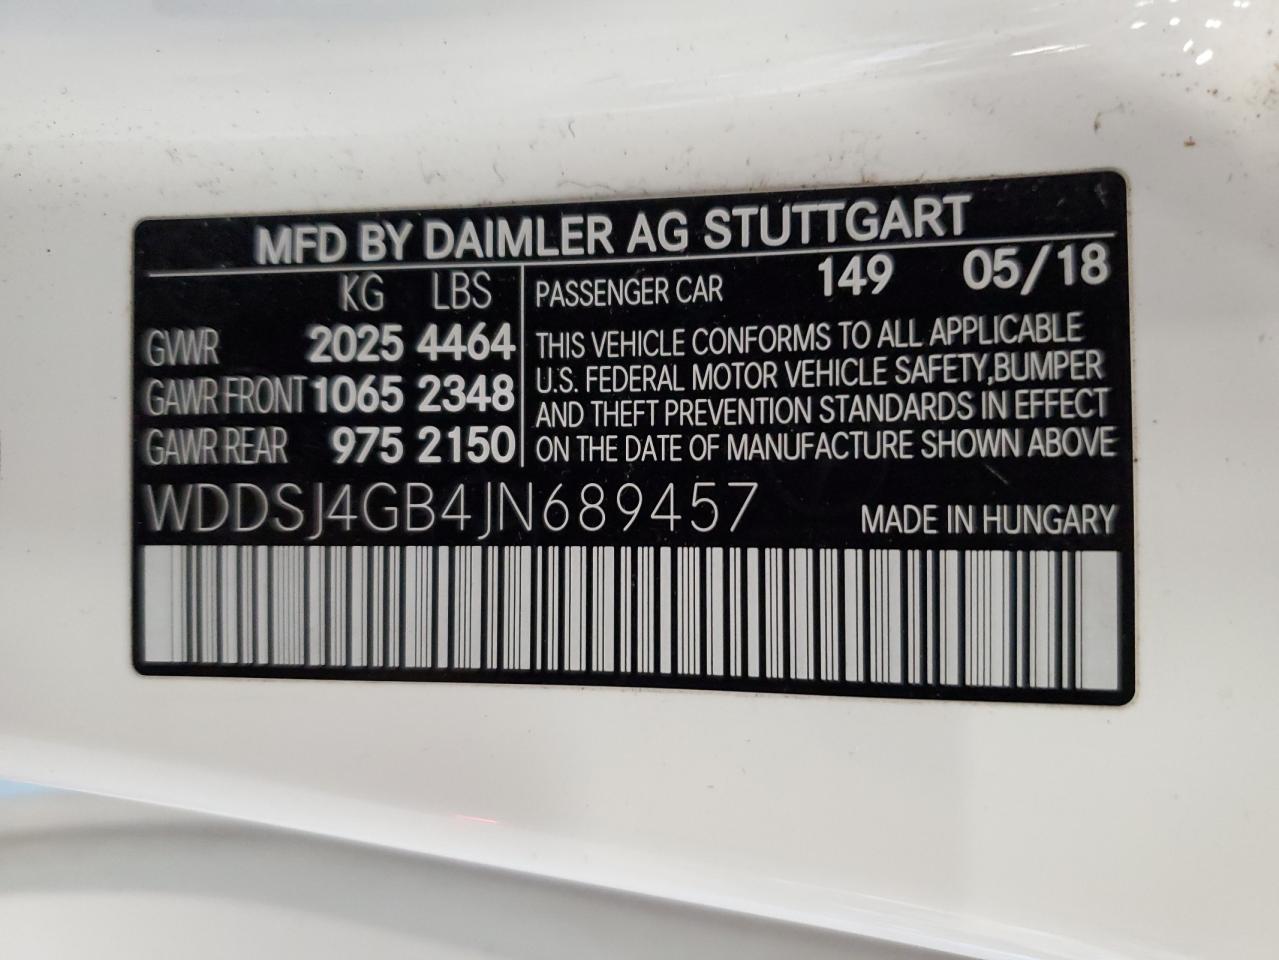 MFD BY DAIMLER AG STUTTGART
KG LBS
GVWR 2025 4464
GAWR FRONT 1065 2348
GAWR REAR 975 2150
PASSENGER CAR 149 05/18
THIS VEHICLE CONFORMS TO ALL APPLICABLE
U.S. FEDERAL MOTOR VEHICLE SAFETY,BUMPER
AND THEFT PREVENTION STANDARDS IN EFFECT
ON THE DATE OF MANUFACTURE SHOWN ABOVE
WDDSJ4GB4JN689457
MADE IN HUNGARY